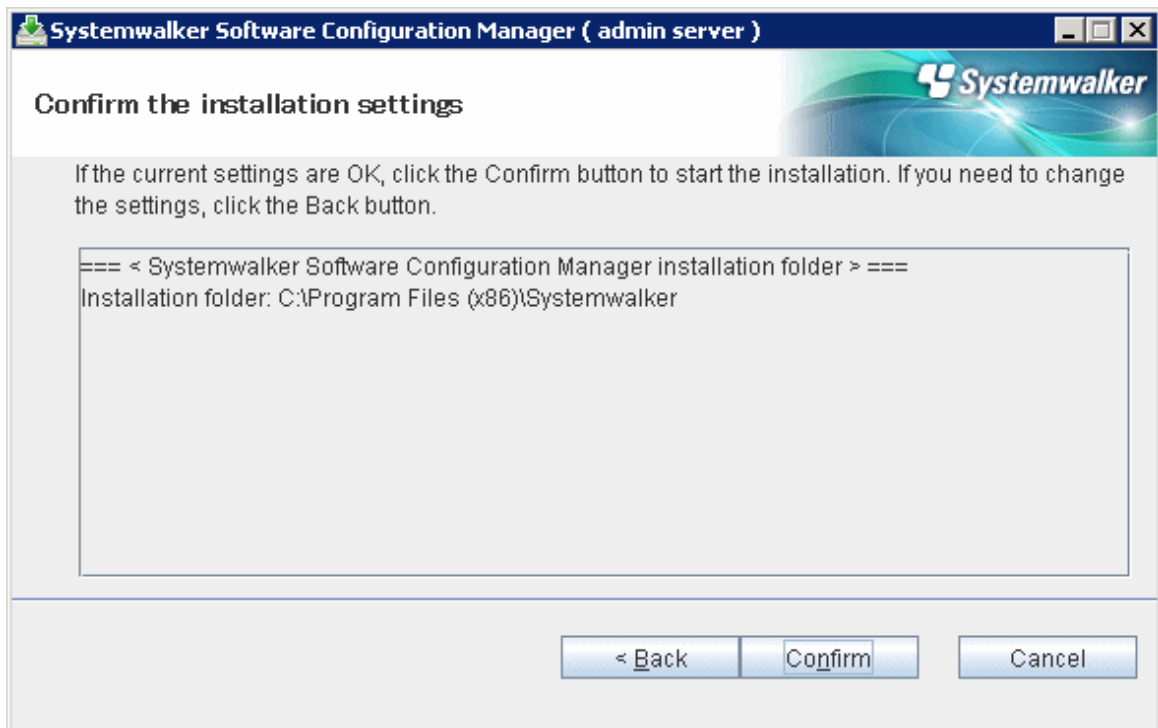 Systemwalker Software Configuration Manager ( admin server )
Systemwalker
Confirm the installation settings
If the current settings are OK, click the Confirm button to start the installation. If you need to change
the settings, click the Back button.
=== < Systemwalker Software Configuration Manager installation folder > ===
Installation folder: C:\Program Files (x86)\Systemwalker
< Back Confirm Cancel